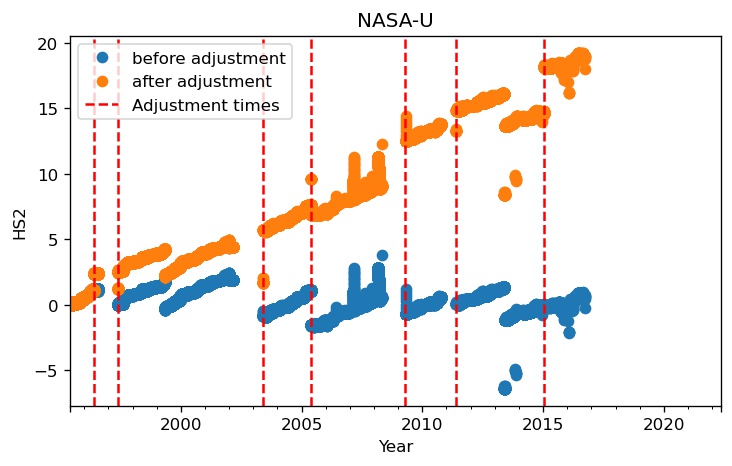 NASA-U
before adjustment
after adjustment
Adjustment times
HS2
20
15
10
5
0
−5
2000
2005
2010
2015
2020
Year